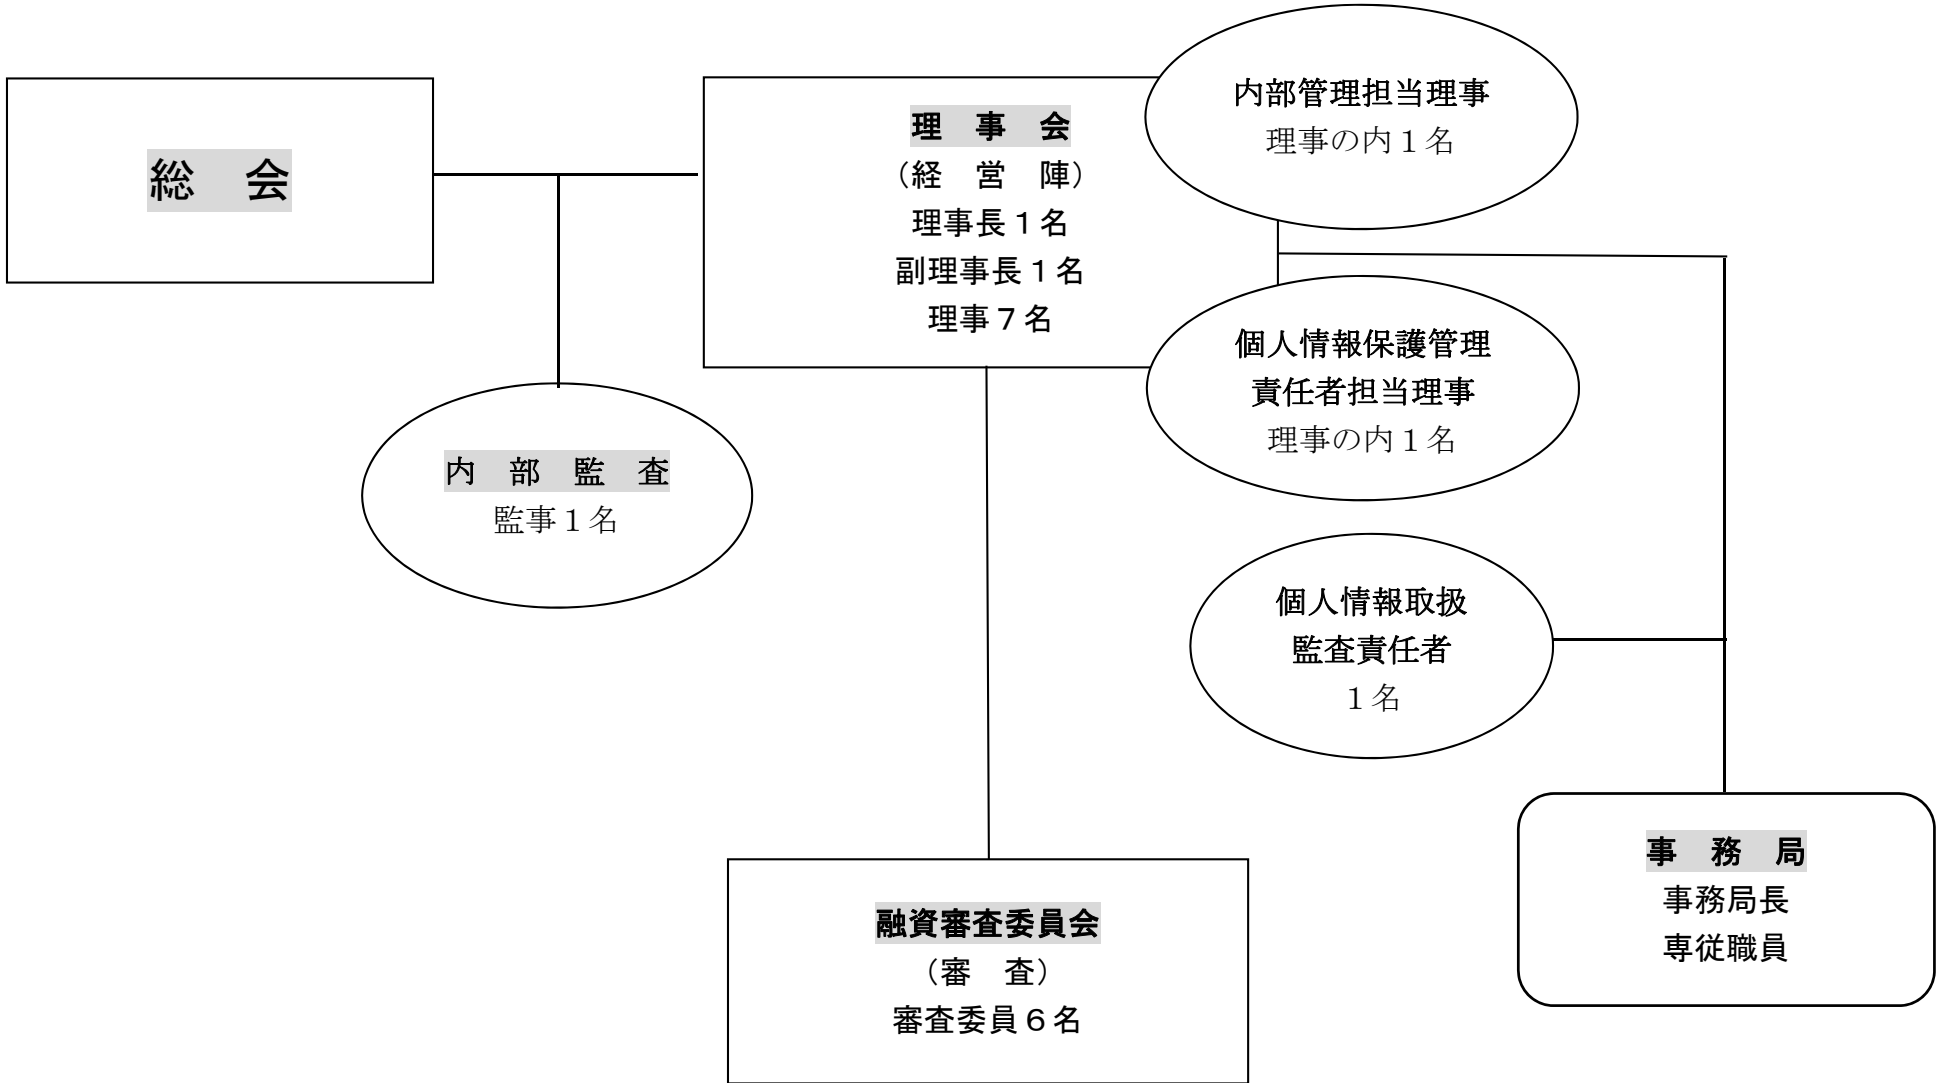 総　会
理　事　会
（経　営　陣）
理事長１名
副理事長１名
理事７名
内部管理担当理事
理事の内１名
個人情報保護管理
責任者担当理事
理事の内１名
内　部　監　査
監事１名
個人情報取扱
監査責任者
１名
事　務　局
事務局長
専従職員
融資審査委員会
（審　査）
審査委員６名